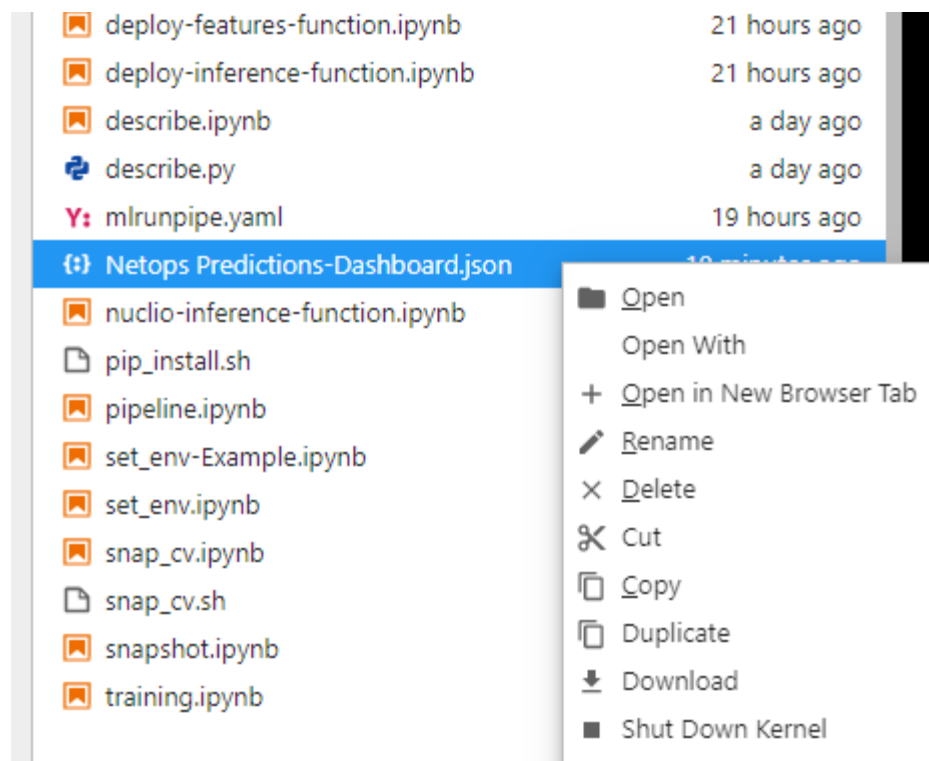 deploy-features-function.ipynb 21 hours ago
deploy-inference-function.ipynb 21 hours ago
describe.ipynb a day ago
describe.py a day ago
Y: mlrunpipe.yaml 19 hours ago
{:} Netops Predictions-Dashboard.json
nuclio-inference-function.ipynb
pip_install.sh
pipeline.ipynb
set_env-Example.ipynb
set_env.ipynb
snap_cv.ipynb
snap_cv.sh
snapshot.ipynb
training.ipynb
Open
Open With
Open in New Browser Tab
Rename
Delete
Cut
Copy
Duplicate
Download
Shut Down Kernel